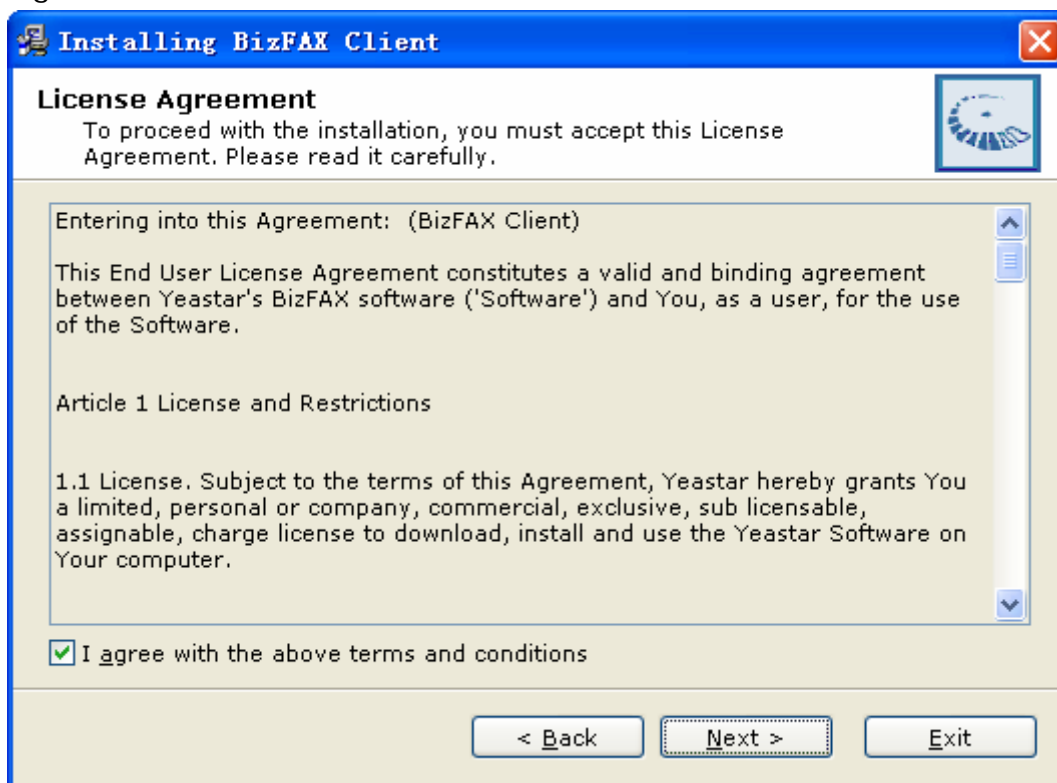 Installing BizFAX Client
License Agreement
To proceed with the installation, you must accept this License
Agreement. Please read it carefully.
Entering into this Agreement:  (BizFAX Client)
This End User License Agreement constitutes a valid and binding agreement
between Yeastar's BizFAX software ('Software') and You, as a user, for the use
of the Software.
Article 1 License and Restrictions
1.1 License. Subject to the terms of this Agreement, Yeastar hereby grants You
a limited, personal or company, commercial, exclusive, sub licensable,
assignable, charge license to download, install and use the Yeastar Software on
Your computer.
I agree with the above terms and conditions
< Back
Next >
Exit